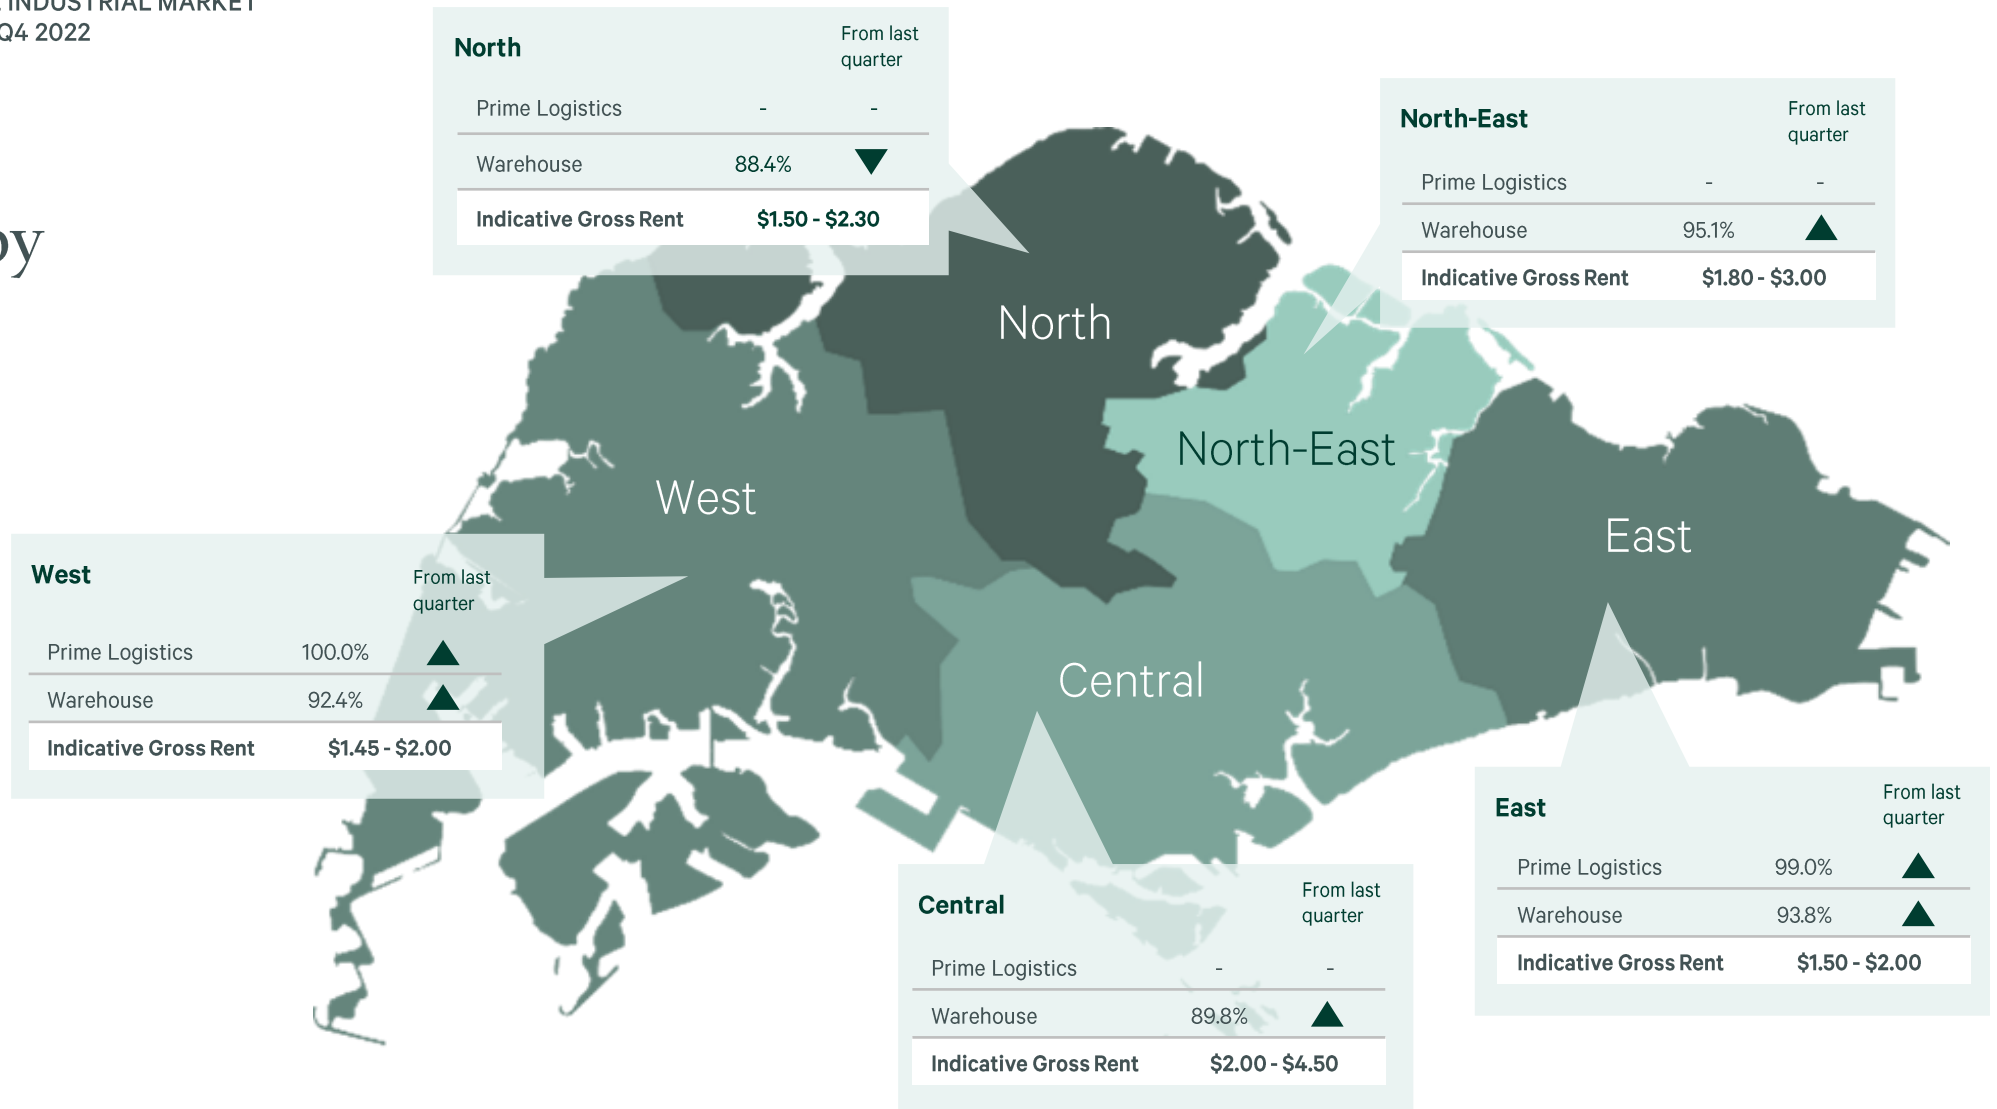 INDUSTRIAL MARKET
Q4 2022
North
From last
quarter
Prime Logistics - -
Warehouse 88.4% ▼
Indicative Gross Rent $1.50 - $2.30
North-East
From last
quarter
Prime Logistics - -
Warehouse 95.1% ▲
Indicative Gross Rent $1.80 - $3.00
by
North
North-East
West
East
Central
West
From last
quarter
Prime Logistics 100.0% ▲
Warehouse 92.4% ▲
Indicative Gross Rent $1.45 - $2.00
East
From last
quarter
Prime Logistics 99.0% ▲
Warehouse 93.8% ▲
Indicative Gross Rent $1.50 - $2.00
Central
From last
quarter
Prime Logistics - -
Warehouse 89.8% ▲
Indicative Gross Rent $2.00 - $4.50